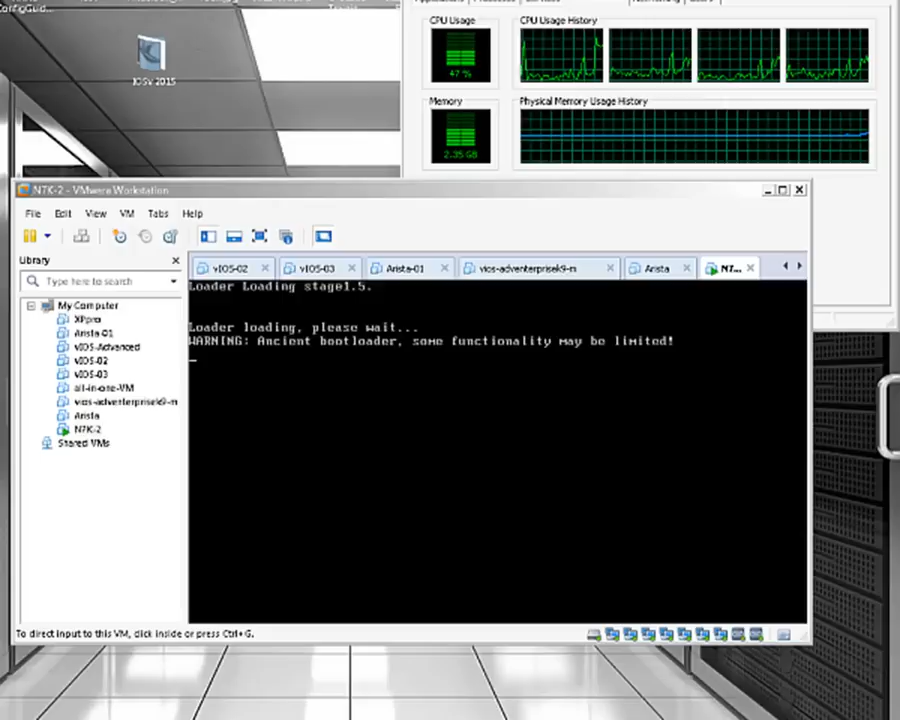 IOSv 2015
CPU Usage
CPU Usage History
47 %
Memory
Physical Memory Usage History
2.35 GB
N7K-2 - VMware Workstation
File Edit View VM Tabs Help
Library
Type here to search
My Computer
XPpro
Arista-01
vIOS-Advanced
vIOS-02
vIOS-03
all-in-one-VM
vios-adventerprisek9-m
Arista
N7K-2
Shared VMs
vIOS-02
vIOS-03
Arista-01
vios-adventerprisek9-m
Arista
N7...
Loader Loading stage1.5.
Loader loading, please wait...
WARNING: Ancient bootloader, some functionality may be limited!
To direct input to this VM, click inside or press Ctrl+G.